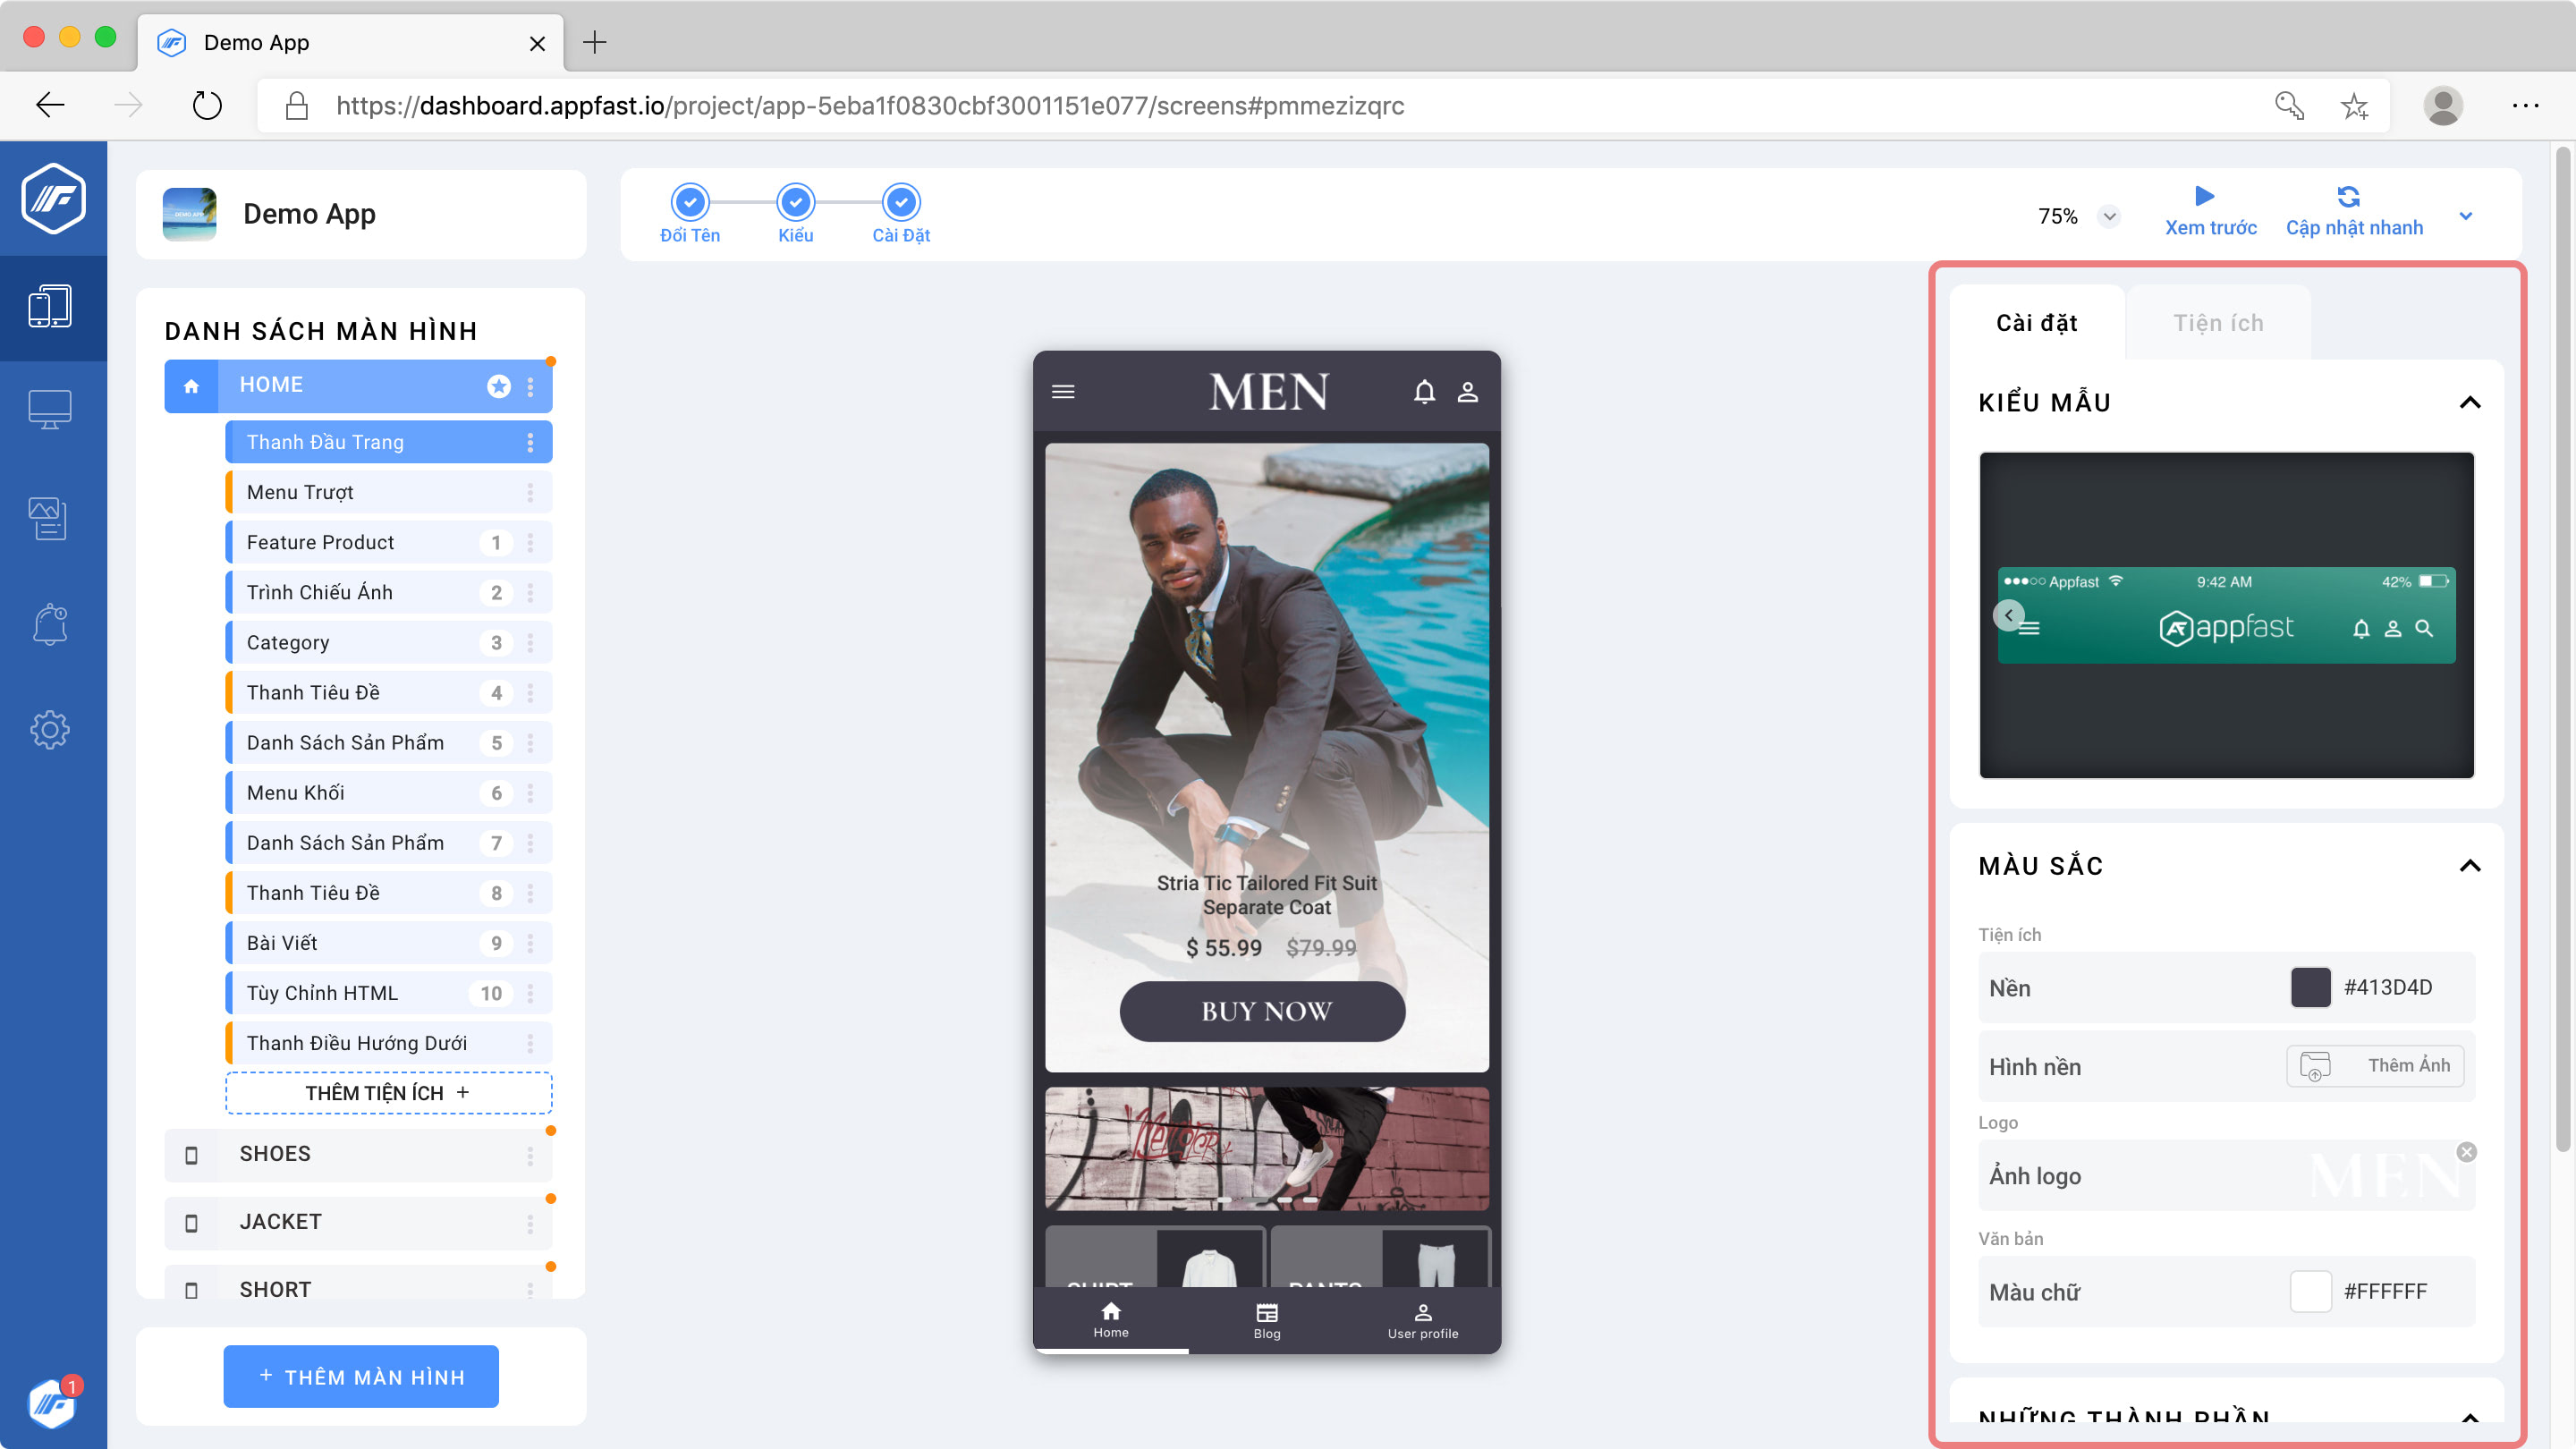 Demo App
https://dashboard.appfast.io/project/app-5eba1f0830cbf3001151e077/screens#pmmezizqrc
Demo App
Đổi Tên
Kiểu
Cài Đặt
75%
Xem trước
Cập nhật nhanh
DANH SÁCH MÀN HÌNH
HOME
Thanh Đầu Trang
Menu Trượt
Feature Product 1
Trình Chiếu Ảnh 2
Category 3
Thanh Tiêu Đề 4
Danh Sách Sản Phẩm 5
Menu Khối 6
Danh Sách Sản Phẩm 7
Thanh Tiêu Đề 8
Bài Viết 9
Tùy Chỉnh HTML 10
Thanh Điều Hướng Dưới
THÊM TIỆN ÍCH +
SHOES
JACKET
SHORT
+ THÊM MÀN HÌNH
1
MEN
Stria Tic Tailored Fit Suit
Separate Coat
$ 55.99 $79.99
BUY NOW
SHIRT
PANTS
Home
Blog
User profile
Cài đặt
Tiện ích
KIỂU MẪU
Appfast 9:42 AM 42%
appfast
MÀU SẮC
Tiện ích
Nền #413D4D
Hình nền Thêm Ảnh
Logo
Ảnh logo MEN
Văn bản
Màu chữ #FFFFFF
NHỮNG THÀNH PHẦN